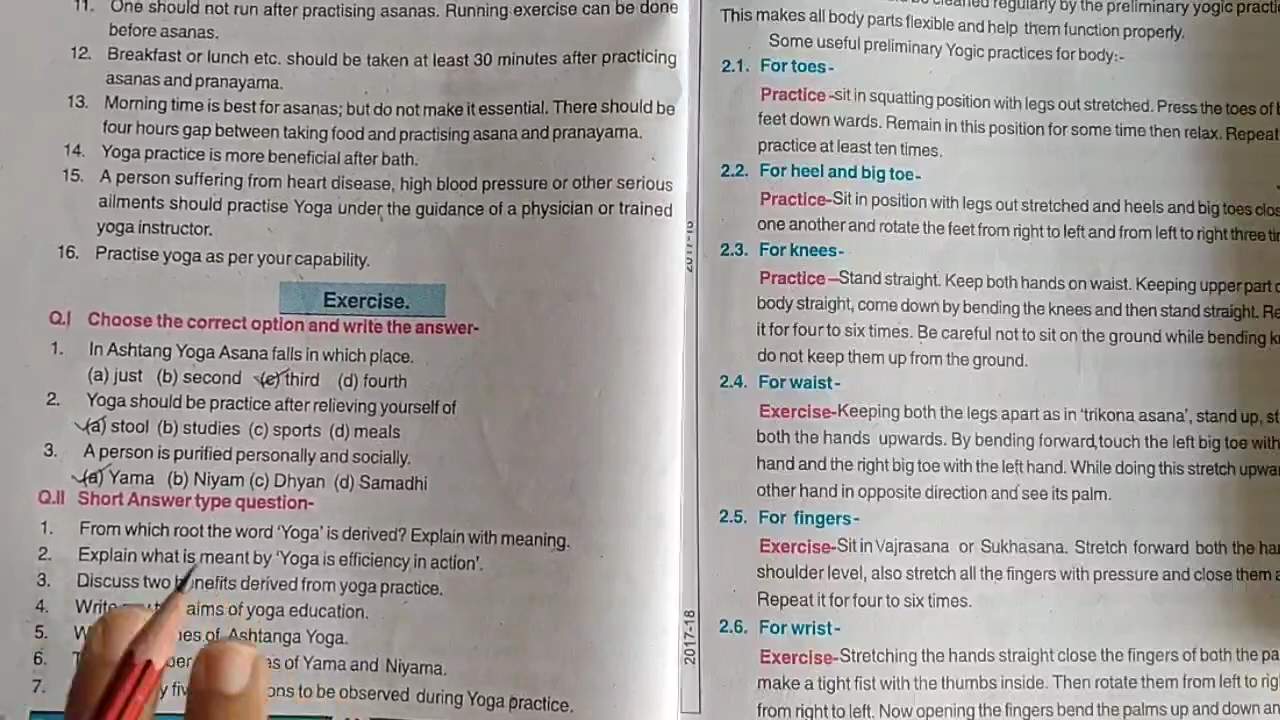 11. One should not run after practising asanas. Running exercise can be done
before asanas.
12. Breakfast or lunch etc. should be taken at least 30 minutes after practicing
asanas and pranayama.
13. Morning time is best for asanas; but do not make it essential. There should be
four hours gap between taking food and practising asana and pranayama.
14. Yoga practice is more beneficial after bath.
15. A person suffering from heart disease, high blood pressure or other serious
ailments should practise Yoga under the guidance of a physician or trained
yoga instructor.
16. Practise yoga as per your capability.
Exercise.
Q.I Choose the correct option and write the answer-
1. In Ashtang Yoga Asana falls in which place.
(a) just (b) second (c) third (d) fourth
2. Yoga should be practice after relieving yourself of
(a) stool (b) studies (c) sports (d) meals
3. A person is purified personally and socially.
(a) Yama (b) Niyam (c) Dhyan (d) Samadhi
Q.II Short Answer type question-
1. From which root the word 'Yoga' is derived? Explain with meaning.
2. Explain what is meant by 'Yoga is efficiency in action'.
3. Discuss two benefits derived from yoga practice.
4. Write aims of yoga education.
5. of Ashtanga Yoga.
6. of Yama and Niyama.
7. to be observed during Yoga practice.
2017-18
regularly by the preliminary yogic
This makes all body parts flexible and help them function properly.
Some useful preliminary Yogic practices for body:-
2.1. For toes-
Practice-sit in squatting position with legs out stretched. Press the toes of
feet down wards. Remain in this position for some time then relax. Repeat
practice at least ten times.
2.2. For heel and big toe-
Practice-Sit in position with legs out stretched and heels and big toes
one another and rotate the feet from right to left and from left to right three
2.3. For knees-
Practice—Stand straight. Keep both hands on waist. Keeping upper part
body straight, come down by bending the knees and then stand straight.
it for four to six times. Be careful not to sit on the ground while bending
do not keep them up from the ground.
2.4. For waist-
Exercise-Keeping both the legs apart as in 'trikona asana', stand up,
both the hands upwards. By bending forward,touch the left big toe with
hand and the right big toe with the left hand. While doing this stretch
other hand in opposite direction and see its palm.
2.5. For fingers-
Exercise-Sit in Vajrasana or Sukhasana. Stretch forward both the
shoulder level, also stretch all the fingers with pressure and close them
Repeat it for four to six times.
2.6. For wrist-
Exercise-Stretching the hands straight close the fingers of both the
make a tight fist with the thumbs inside. Then rotate them from left to
from right to left. Now opening the fingers bend the palms up and down